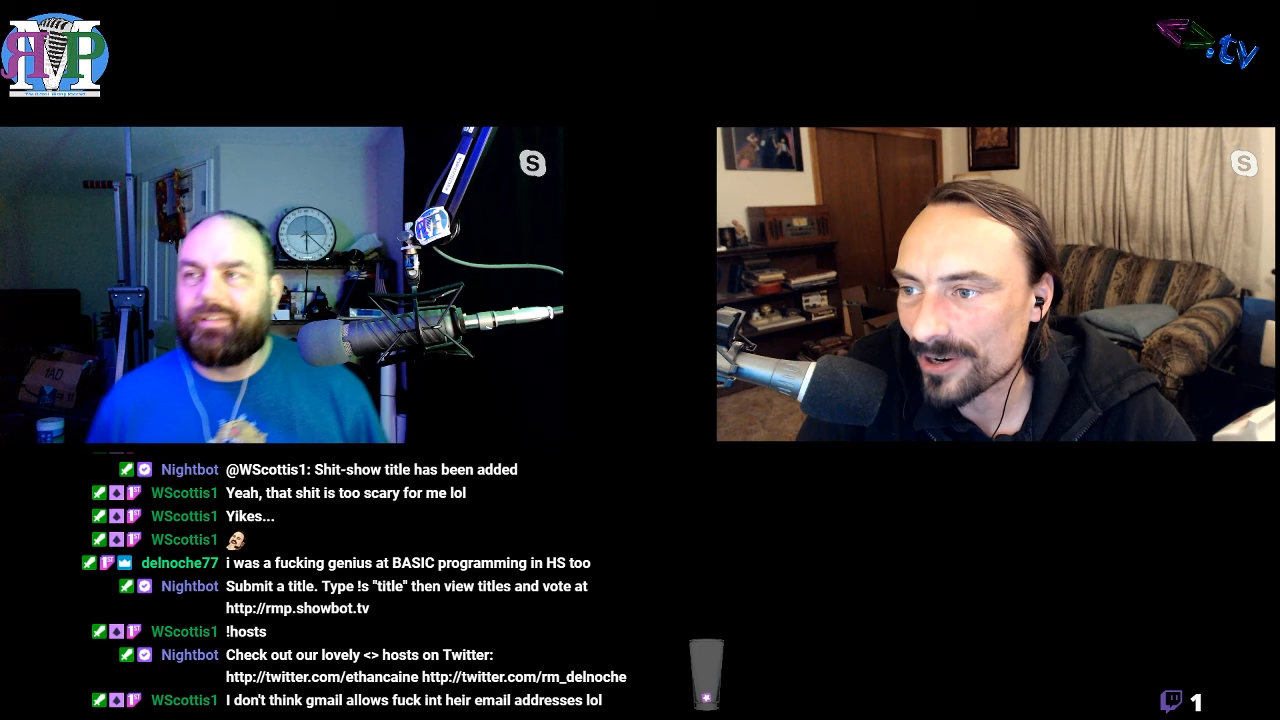 RMP
.tv
S
S
1AD
Nightbot @WScottis1: Shit-show title has been added
WScottis1 Yeah, that shit is too scary for me lol
WScottis1 Yikes...
WScottis1
delnoche77 i was a fucking genius at BASIC programming in HS too
Nightbot Submit a title. Type !s "title" then view titles and vote at
http://rmp.showbot.tv
WScottis1 !hosts
Nightbot Check out our lovely <> hosts on Twitter:
http://twitter.com/ethancaine http://twitter.com/rm_delnoche
WScottis1 I don't think gmail allows fuck int heir email addresses lol
1